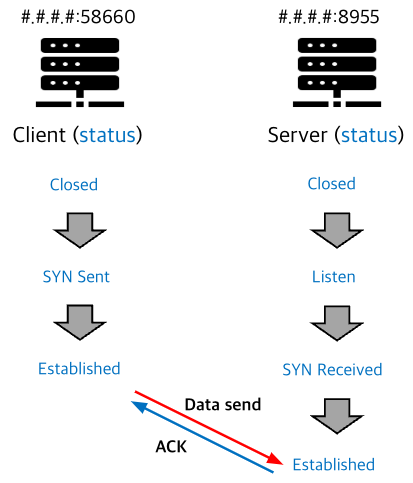 #.#.#.#:58660
#.#.#.#:8955
Client (status)
Server (status)
Closed
Closed
SYN Sent
Listen
Established
SYN Received
Data send
ACK
Established